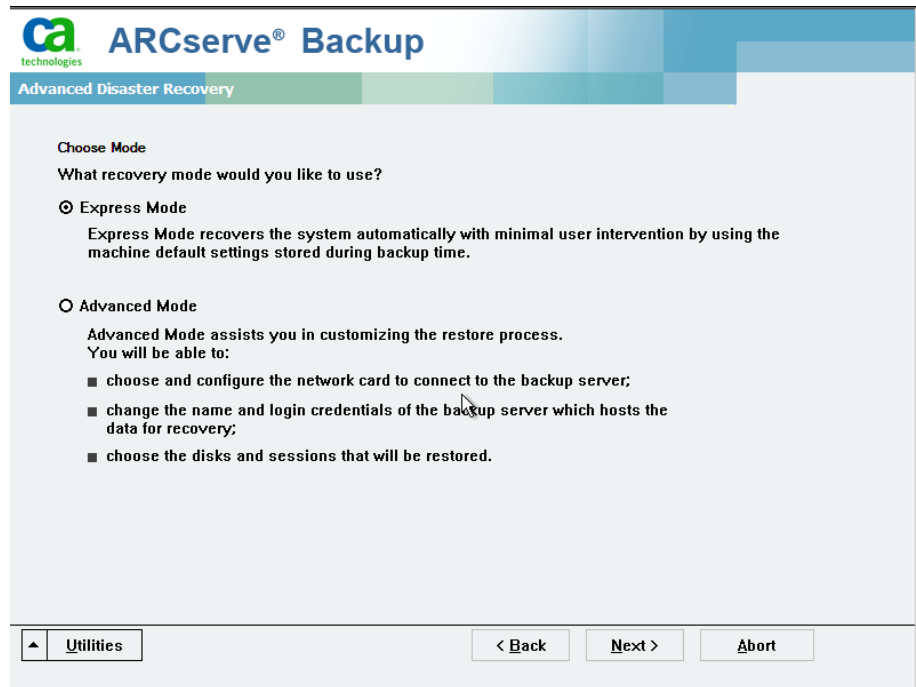 ca
technologies
ARCserve® Backup
Advanced Disaster Recovery
Choose Mode
What recovery mode would you like to use?
Express Mode
Express Mode recovers the system automatically with minimal user intervention by using the
machine default settings stored during backup time.
Advanced Mode
Advanced Mode assists you in customizing the restore process.
You will be able to:
choose and configure the network card to connect to the backup server;
change the name and login credentials of the backup server which hosts the
data for recovery;
choose the disks and sessions that will be restored.
Utilities
< Back
Next >
Abort